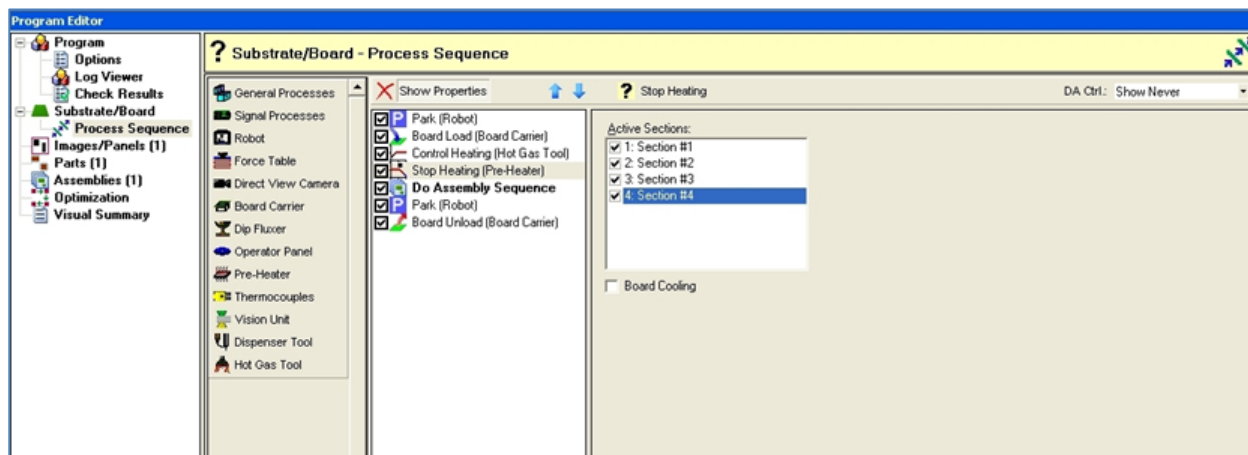 Program Editor
Program
Options
Log Viewer
Check Results
Substrate/Board
Process Sequence
Images/Panels (1)
Parts (1)
Assemblies (1)
Optimization
Visual Summary
? Substrate/Board - Process Sequence
General Processes
Signal Processes
Robot
Force Table
Direct View Camera
Board Carrier
Dip Fluxer
Operator Panel
Pre-Heater
Thermocouples
Vision Unit
Dispenser Tool
Hot Gas Tool
Show Properties
P Park (Robot)
Board Load (Board Carrier)
Control Heating (Hot Gas Tool)
Stop Heating (Pre-Heater)
Do Assembly Sequence
P Park (Robot)
Board Unload (Board Carrier)
? Stop Heating
DA Ctrl.: Show Never
Active Sections:
1: Section #1
2: Section #2
3: Section #3
4: Section #4
Board Cooling